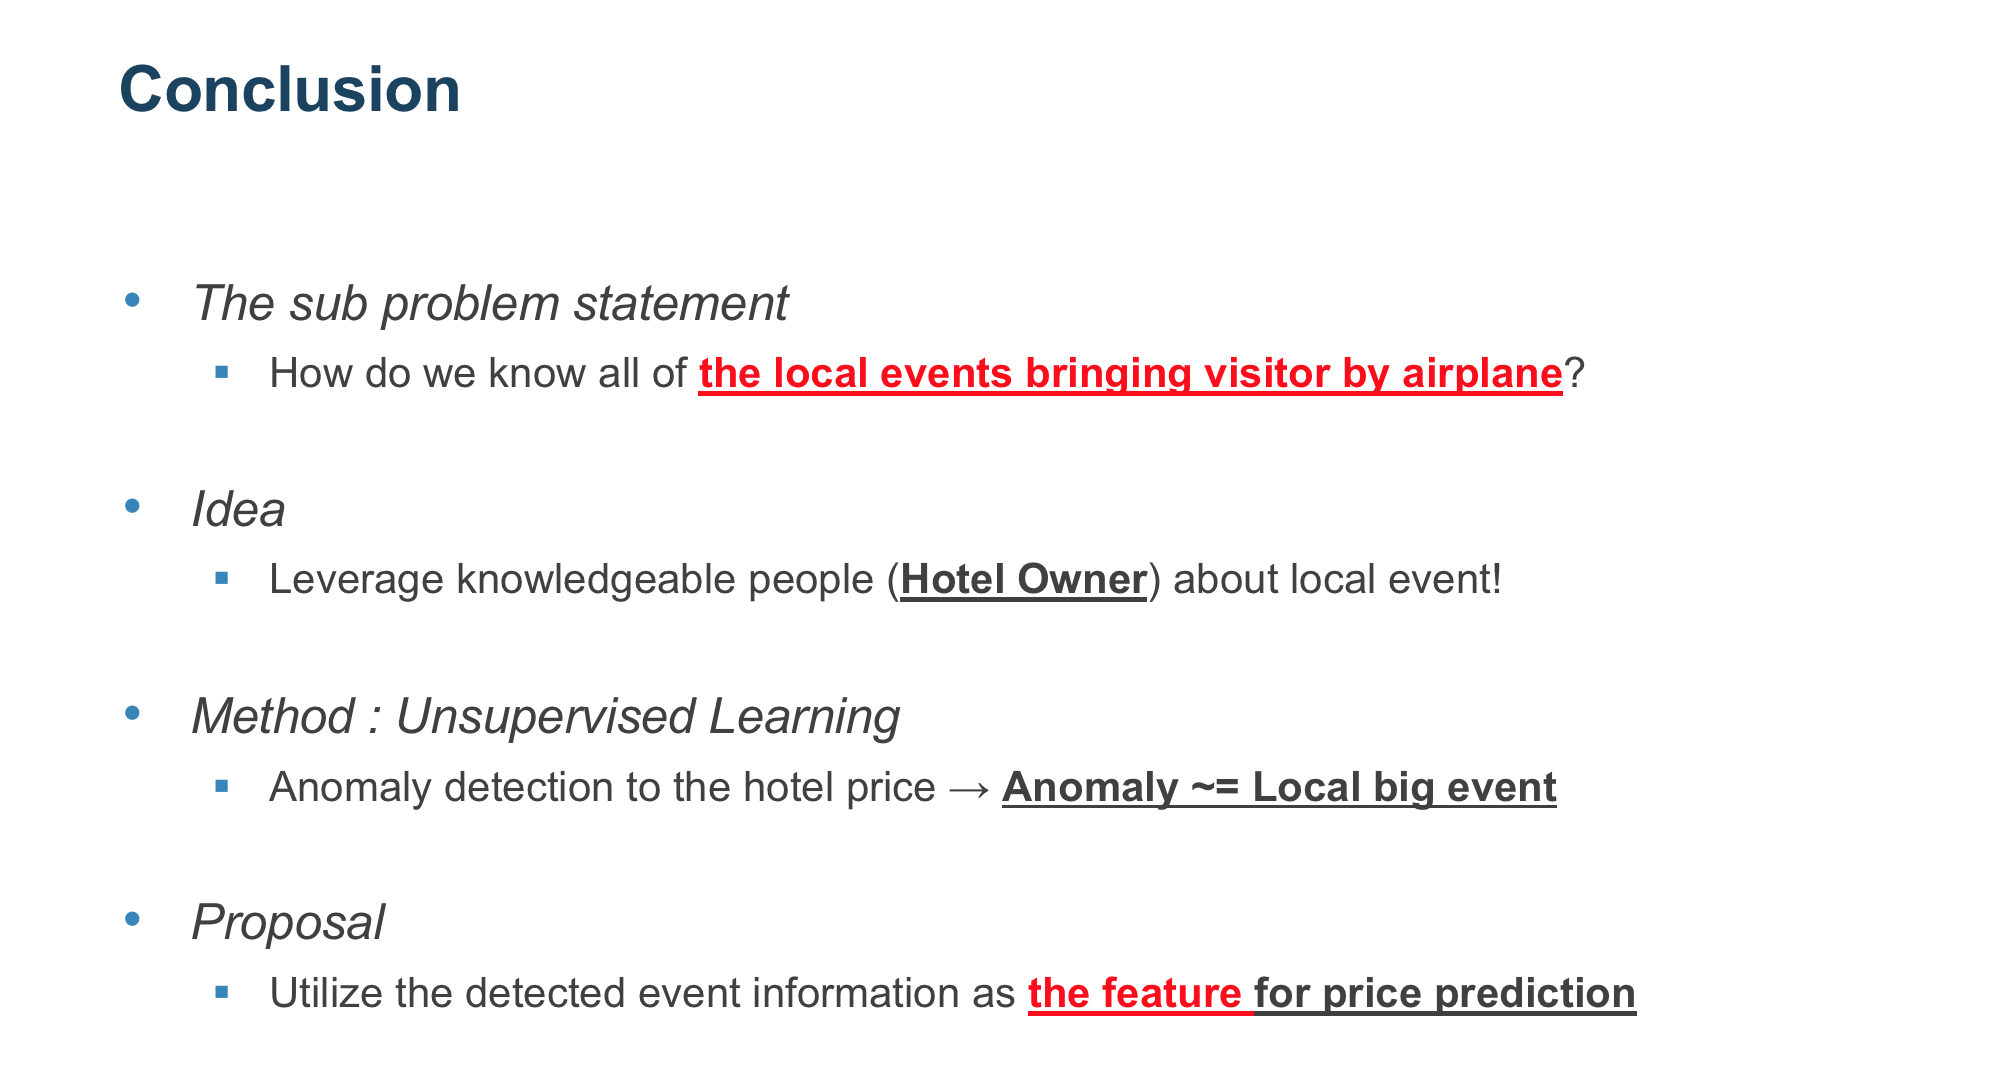 Conclusion
• The sub problem statement
▪ How do we know all of the local events bringing visitor by airplane?
• Idea
▪ Leverage knowledgeable people (Hotel Owner) about local event!
• Method : Unsupervised Learning
▪ Anomaly detection to the hotel price → Anomaly ~= Local big event
• Proposal
▪ Utilize the detected event information as the feature for price prediction